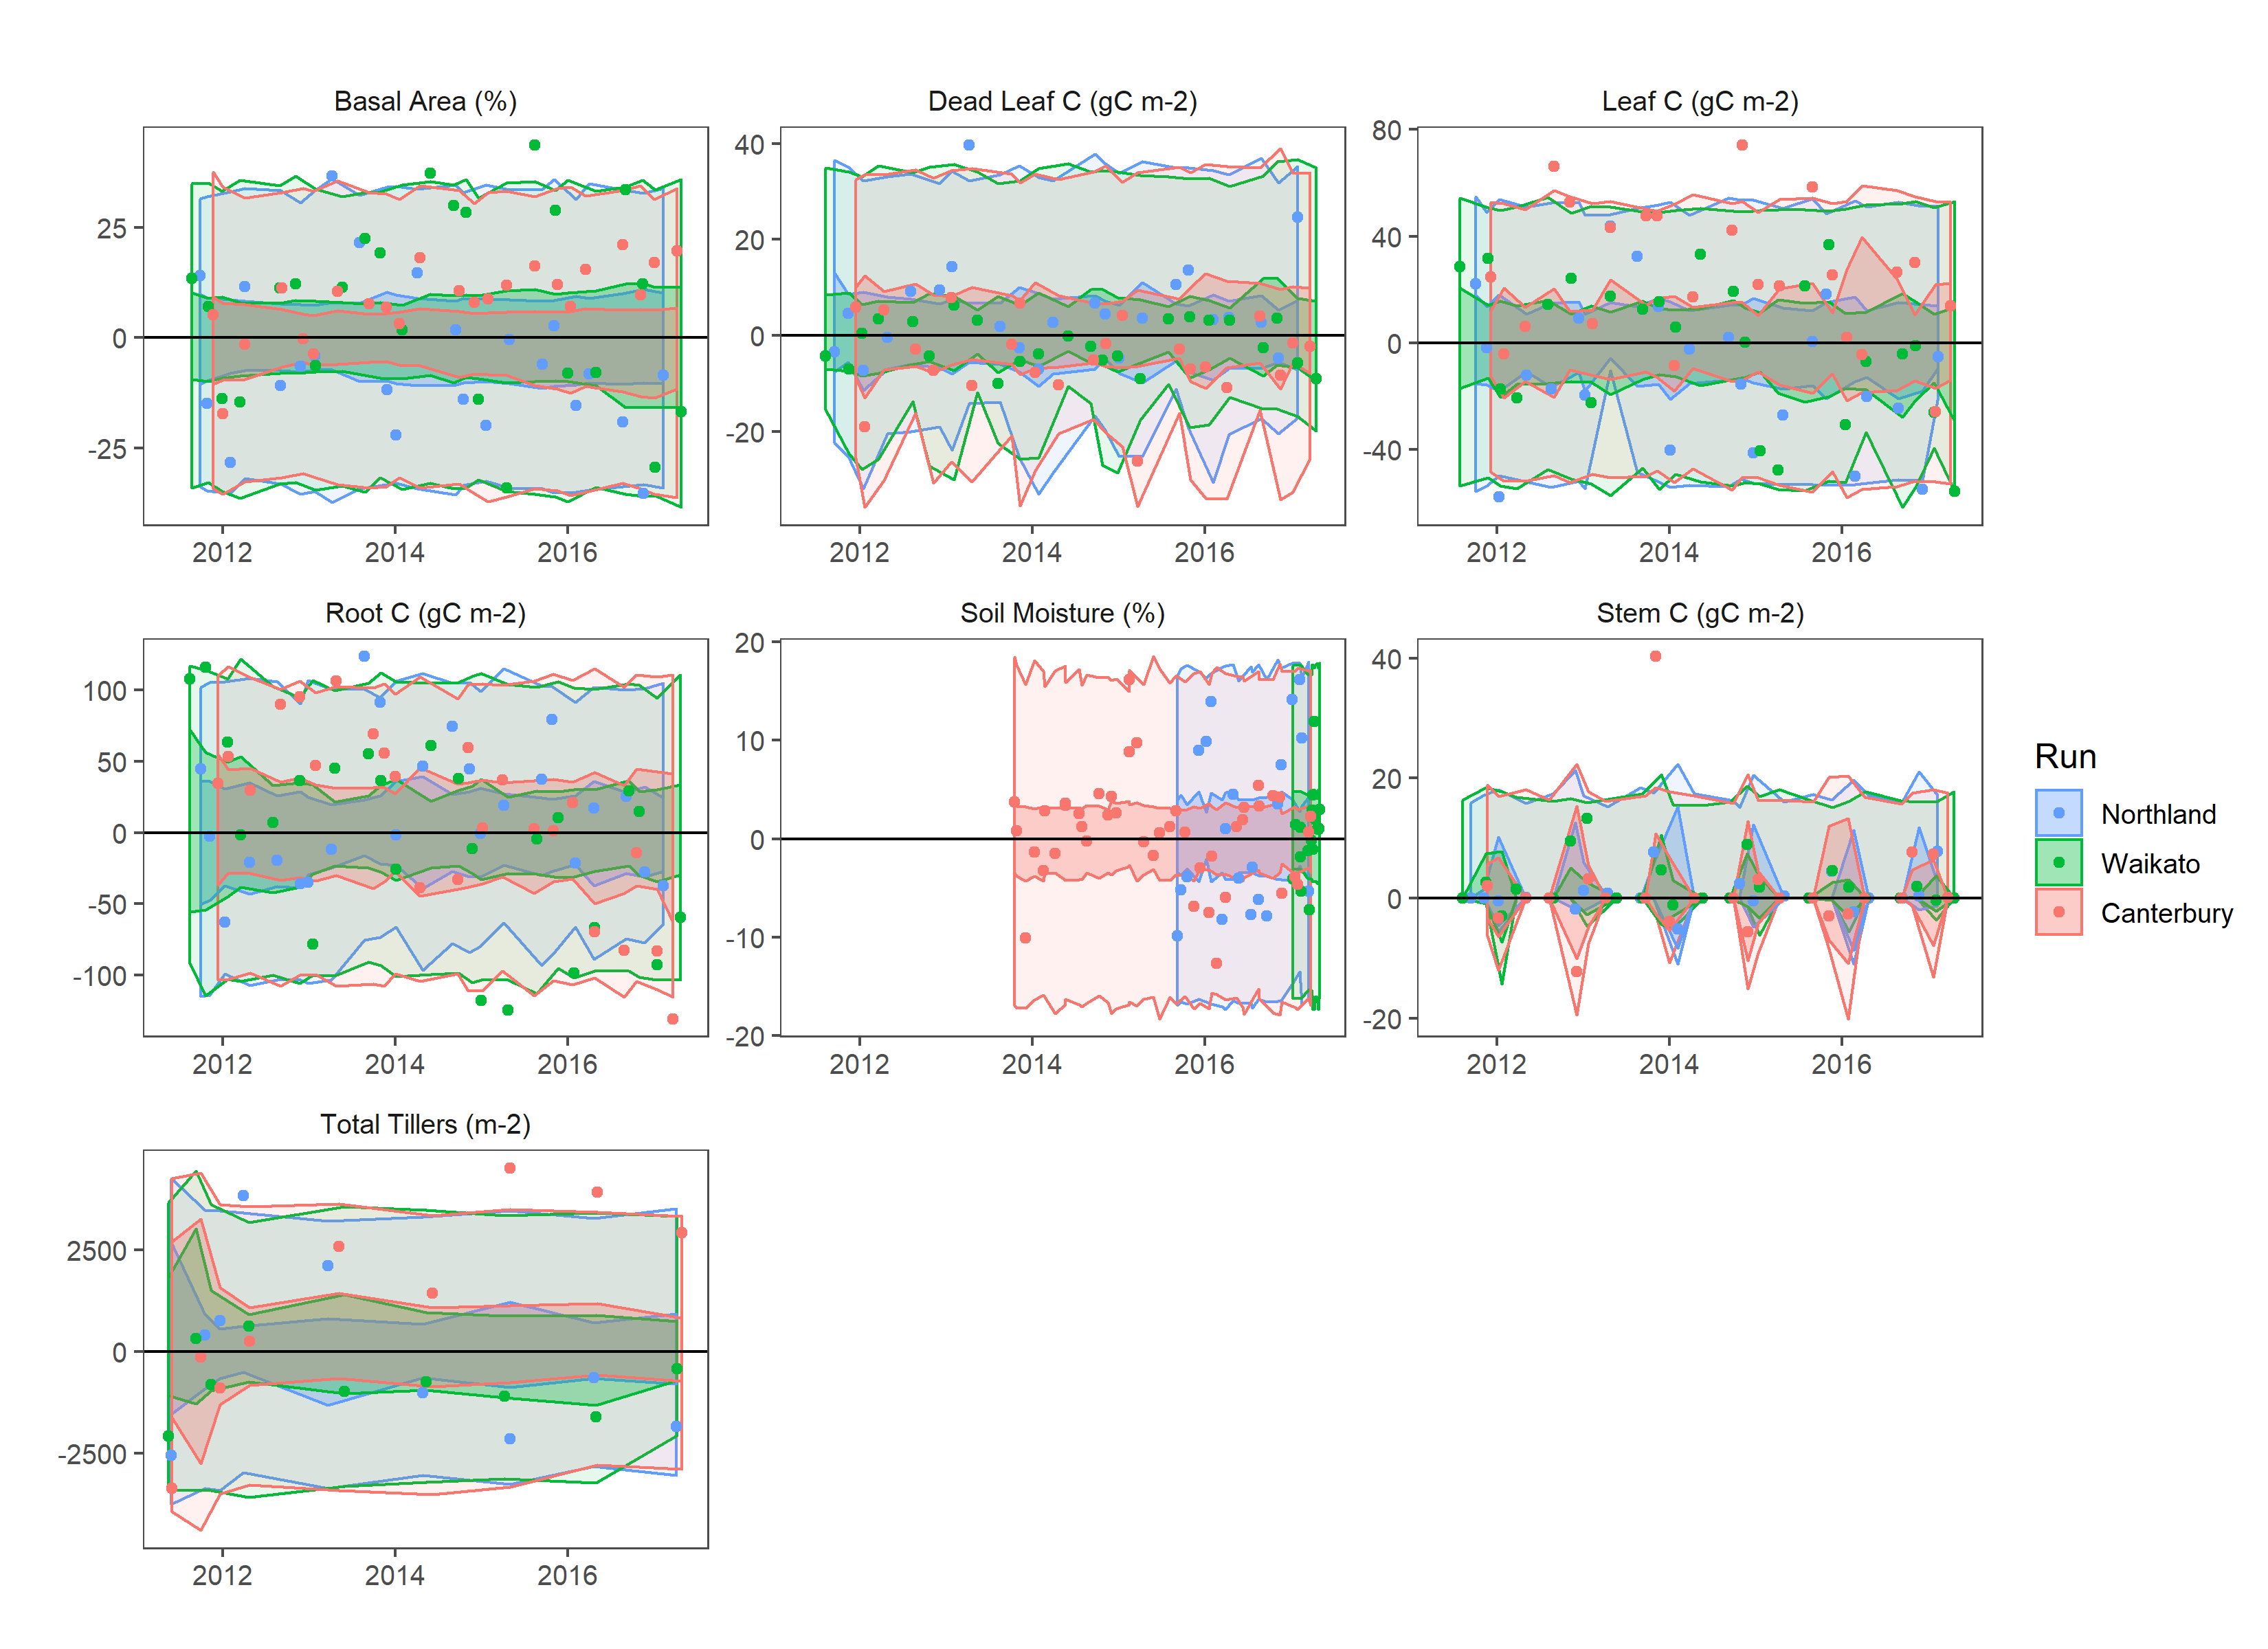 Basal Area (%)
Dead Leaf C (gC m-2)
Leaf C (gC m-2)
25
0
-25
40
20
0
-20
80
40
0
-40
2012 2014 2016
2012 2014 2016
2012 2014 2016
Root C (gC m-2)
Soil Moisture (%)
Stem C (gC m-2)
100
50
0
-50
-100
20
10
0
-10
-20
40
20
0
-20
2012 2014 2016
2012 2014 2016
2012 2014 2016
Run
Northland
Waikato
Canterbury
Total Tillers (m-2)
2500
0
-2500
2012 2014 2016